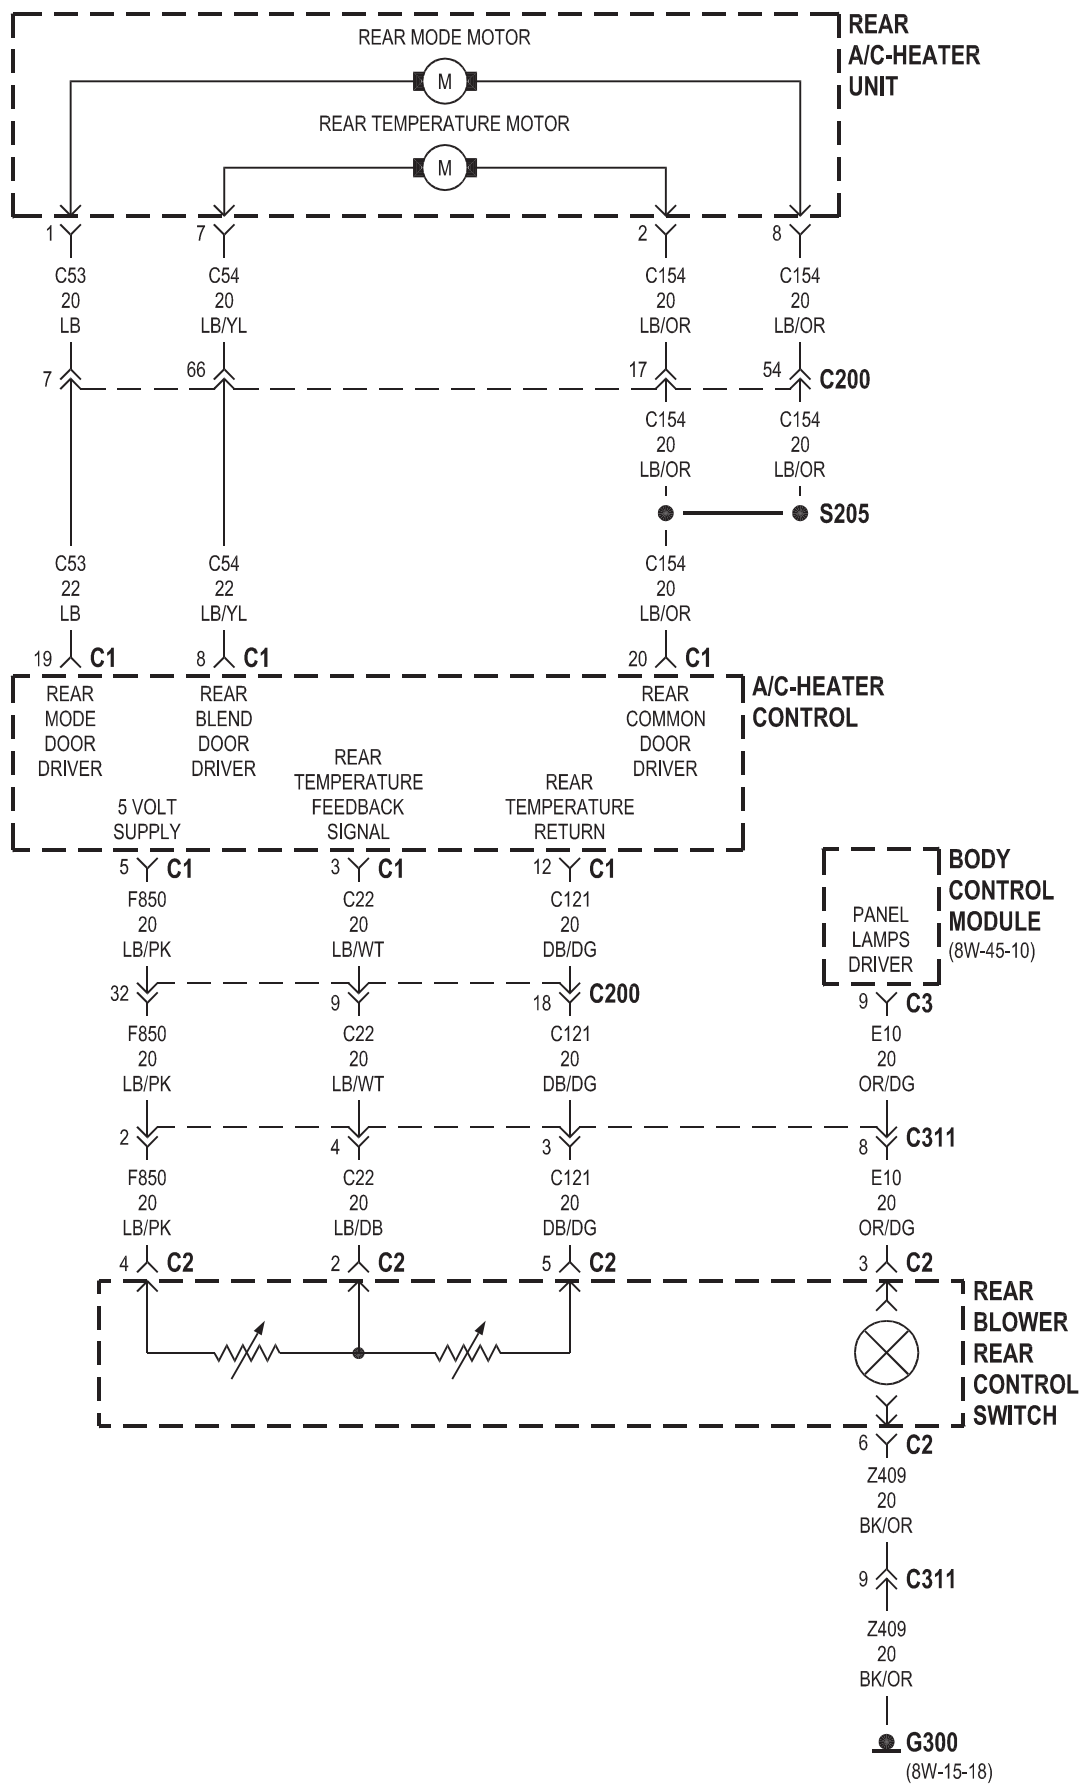 REAR MODE MOTOR
M
REAR TEMPERATURE MOTOR
M
REAR
A/C-HEATER
UNIT
1
7
2
8
C53
20
LB
C54
20
LB/YL
C154
20
LB/OR
C154
20
LB/OR
7
66
17
54
C200
C154
20
LB/OR
C154
20
LB/OR
S205
C53
22
LB
C54
22
LB/YL
C154
20
LB/OR
19
C1
8
C1
20
C1
A/C-HEATER
CONTROL
REAR
MODE
DOOR
DRIVER
REAR
BLEND
DOOR
DRIVER
REAR
COMMON
DOOR
DRIVER
5 VOLT
SUPPLY
REAR
TEMPERATURE
FEEDBACK
SIGNAL
REAR
TEMPERATURE
RETURN
5
C1
3
C1
12
C1
BODY
CONTROL
MODULE
(8W-45-10)
PANEL
LAMPS
DRIVER
F850
20
LB/PK
C22
20
LB/WT
C121
20
DB/DG
32
9
18
C200
9
C3
F850
20
LB/PK
C22
20
LB/WT
C121
20
DB/DG
E10
20
OR/DG
2
4
3
8
C311
F850
20
LB/PK
C22
20
LB/DB
C121
20
DB/DG
E10
20
OR/DG
4
C2
2
C2
5
C2
3
C2
REAR
BLOWER
REAR
CONTROL
SWITCH
6
C2
Z409
20
BK/OR
9
C311
Z409
20
BK/OR
G300
(8W-15-18)